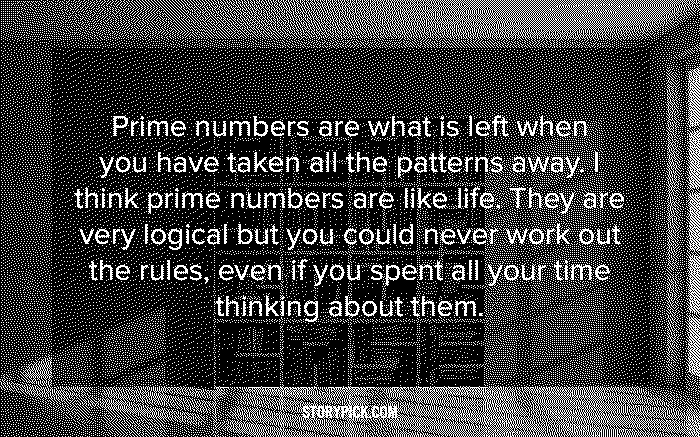 Prime numbers are what is left when
you have taken all the patterns away. I
think prime numbers are like life. They are
very logical but you could never work out
the rules, even if you spent all your time
thinking about them.
STORYPICK.COM